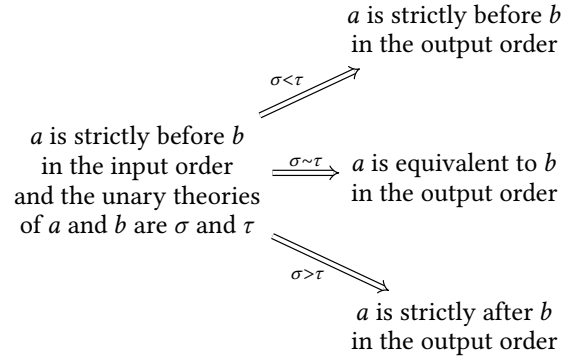 a is strictly before b
in the output order
σ<τ
a is strictly before b
in the input order
and the unary theories
of a and b are σ and τ
σ~τ
a is equivalent to b
in the output order
σ>τ
a is strictly after b
in the output order